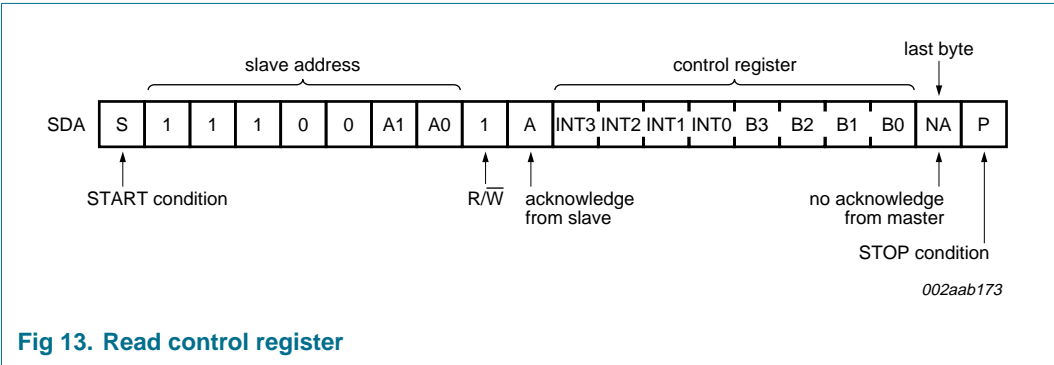 last byte
slave address control register
SDA S 1 1 1 0 0 A1 A0 1 A INT3 INT2 INT1 INT0 B3 B2 B1 B0 NA P
START condition R/W̅ acknowledge from slave no acknowledge from master
STOP condition
002aab173
Fig 13. Read control register